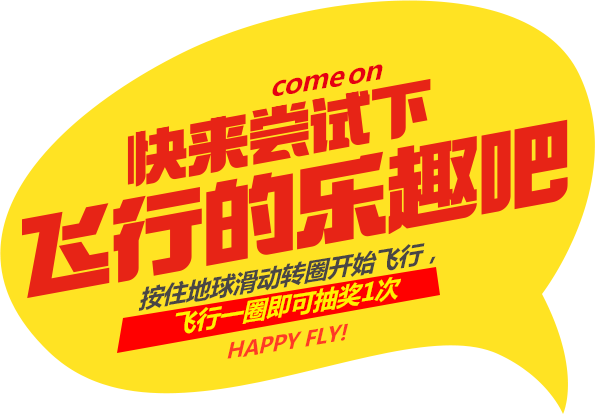 come on
快来尝试下
飞行的乐趣吧
按住地球滑动转圈开始飞行，
飞行一圈即可抽奖1次
HAPPY FLY!